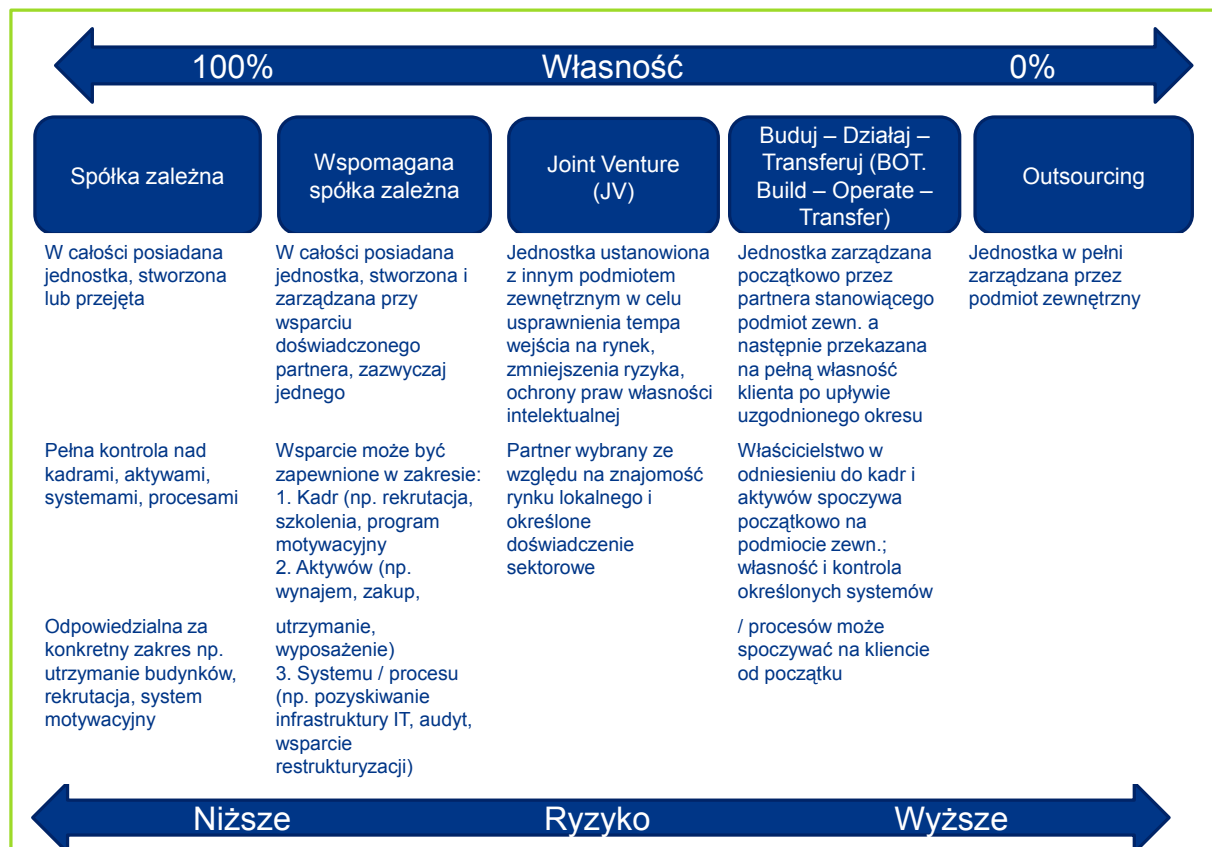 100% Własność 0%
Spółka zależna
Wspomagana
spółka zależna
Joint Venture
(JV)
Buduj – Działaj –
Transferuj (BOT.
Build – Operate –
Transfer)
Outsourcing
W całości posiadana
jednostka, stworzona
lub przejęta
W całości posiadana
jednostka, stworzona i
zarządzana przy
wsparciu
doświadczonego
partnera, zazwyczaj
jednego
Jednostka ustanowiona
z innym podmiotem
zewnętrznym w celu
usprawnienia tempa
wejścia na rynek,
zmniejszenia ryzyka,
ochrony praw własności
intelektualnej
Jednostka zarządzana
początkowo przez
partnera stanowiącego
podmiot zewn. a
następnie przekazana
na pełną własność
klienta po upływie
uzgodnionego okresu
Jednostka w pełni
zarządzana przez
podmiot zewnętrzny
Pełna kontrola nad
kadrami, aktywami,
systemami, procesami
Wsparcie może być
zapewnione w zakresie:
1. Kadr (np. rekrutacja,
szkolenia, program
motywacyjny
2. Aktywów (np.
wynajem, zakup,
Partner wybrany ze
względu na znajomość
rynku lokalnego i
określone
doświadczenie
sektorowe
Właścicielstwo w
odniesieniu do kadr i
aktywów spoczywa
początkowo na
podmiocie zewn.;
własność i kontrola
określonych systemów
Odpowiedzialna za
konkretny zakres np.
utrzymanie budynków,
rekrutacja, system
motywacyjny
utrzymanie,
wyposażenie)
3. Systemu / procesu
(np. pozyskiwanie
infrastruktury IT, audyt,
wsparcie
restrukturyzacji)
/ procesów może
spoczywać na kliencie
od początku
Niższe Ryzyko Wyższe